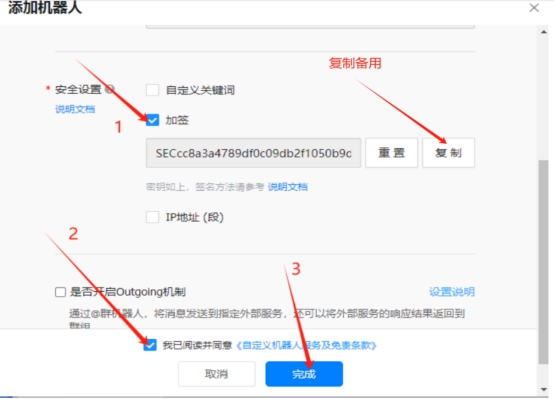 添加机器人
复制备用
* 安全设置
自定义关键词
说明文档
1
加签
SECcc8a3a4789df0c09db2f1050b9c
重置
复制
密钥如上，签名方法请参考 说明文档
IP地址 (段)
2
3
是否开启Outgoing机制
设置说明
通过@群机器人，将消息发送到指定外部服务，还可以将外部服务的响应结果返回到
群组
我已阅读并同意《自定义机器人服务及免责条款》
取消
完成